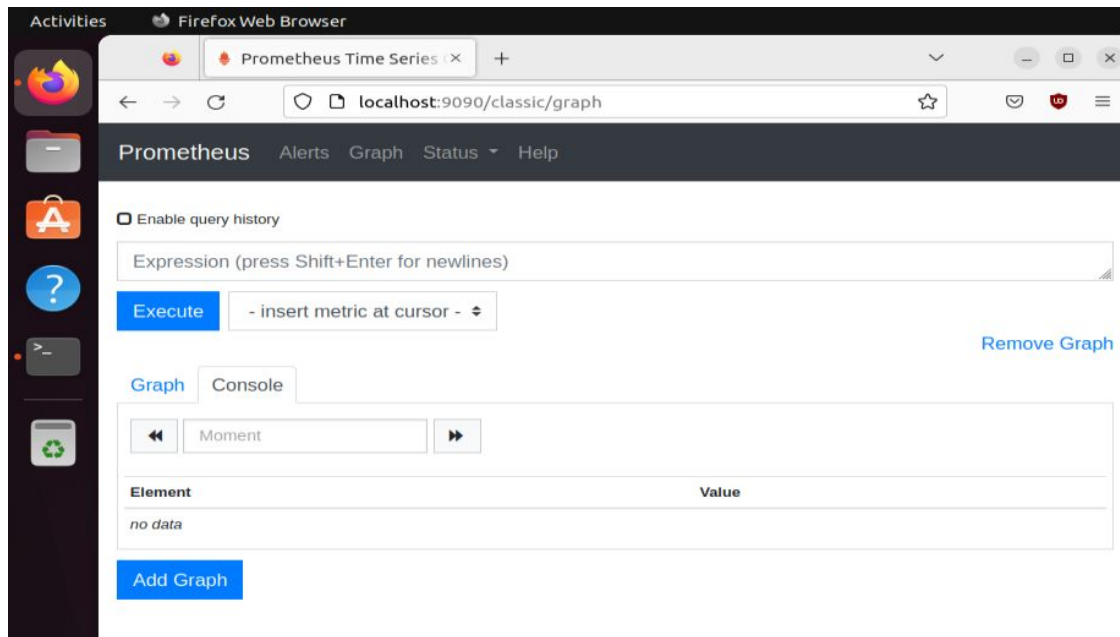 Activities Firefox Web Browser
Prometheus Time Series
localhost:9090/classic/graph
Prometheus Alerts Graph Status Help
Enable query history
Expression (press Shift+Enter for newlines)
Execute - insert metric at cursor -
Remove Graph
Graph Console
Moment
Element Value
no data
Add Graph